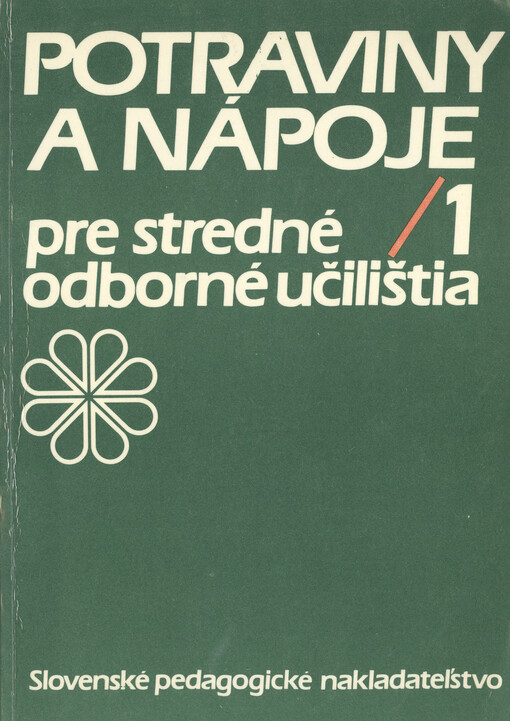 POTRAVINY
A NÁPOJE
pre stredné /1
odborné učilištia
Slovenské pedagogické nakladateľstvo